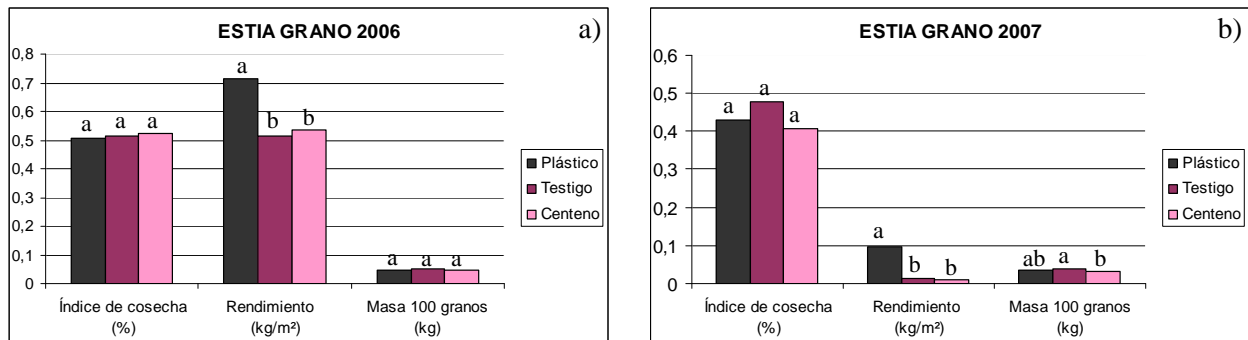 ESTIA GRANO 2006
a)
0,8
0,7
0,6
0,5
0,4
0,3
0,2
0,1
0
a a a
a
b b
a a a
Índice de cosecha
(%)
Rendimiento
(kg/m²)
Masa 100 granos
(kg)
Plástico
Testigo
Centeno
ESTIA GRANO 2007
b)
0,6
0,5
0,4
0,3
0,2
0,1
0
a a a
a
b b
ab a b
Índice de cosecha
(%)
Rendimiento
(kg/m²)
Masa 100 granos
(kg)
Plástico
Testigo
Centeno